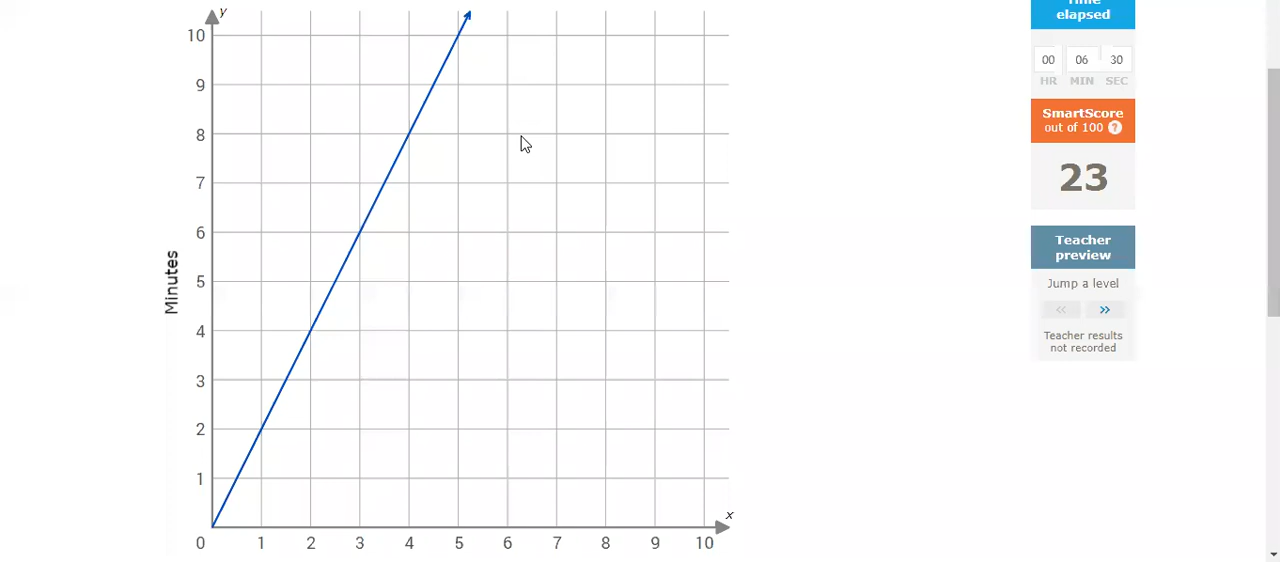 y
10
9
8
7
6
5
4
3
2
1
0
Minutes
1 2 3 4 5 6 7 8 9 10
x
Time
elapsed
00 06 30
HR MIN SEC
SmartScore
out of 100 ?
23
Teacher
preview
Jump a level
<< >>
Teacher results
not recorded